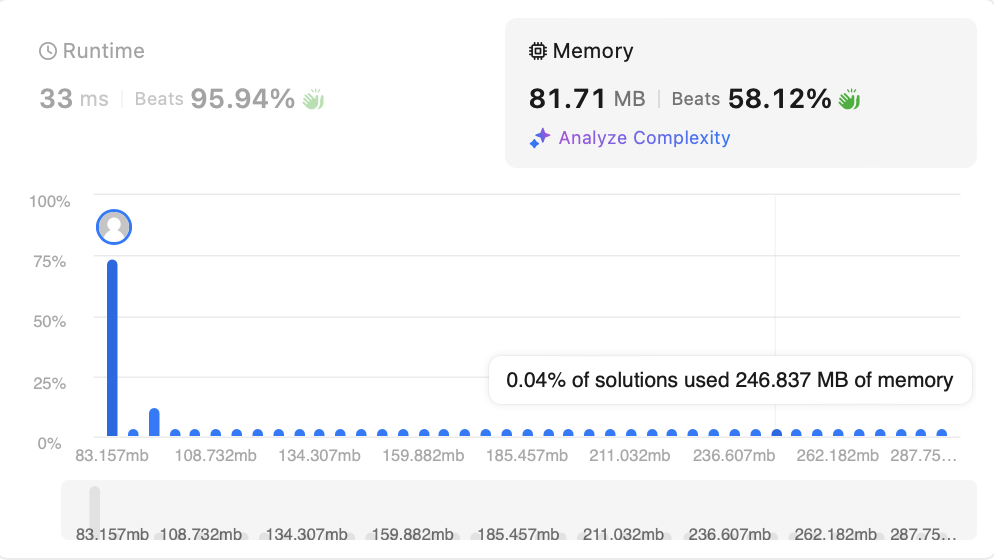 Runtime
33 ms | Beats 95.94%
Memory
81.71 MB | Beats 58.12%
Analyze Complexity
100%
75%
50%
25%
0%
0.04% of solutions used 246.837 MB of memory
83.157mb 108.732mb 134.307mb 159.882mb 185.457mb 211.032mb 236.607mb 262.182mb 287.75…
83.157mb 108.732mb 134.307mb 159.882mb 185.457mb 211.032mb 236.607mb 262.182mb 287.75…